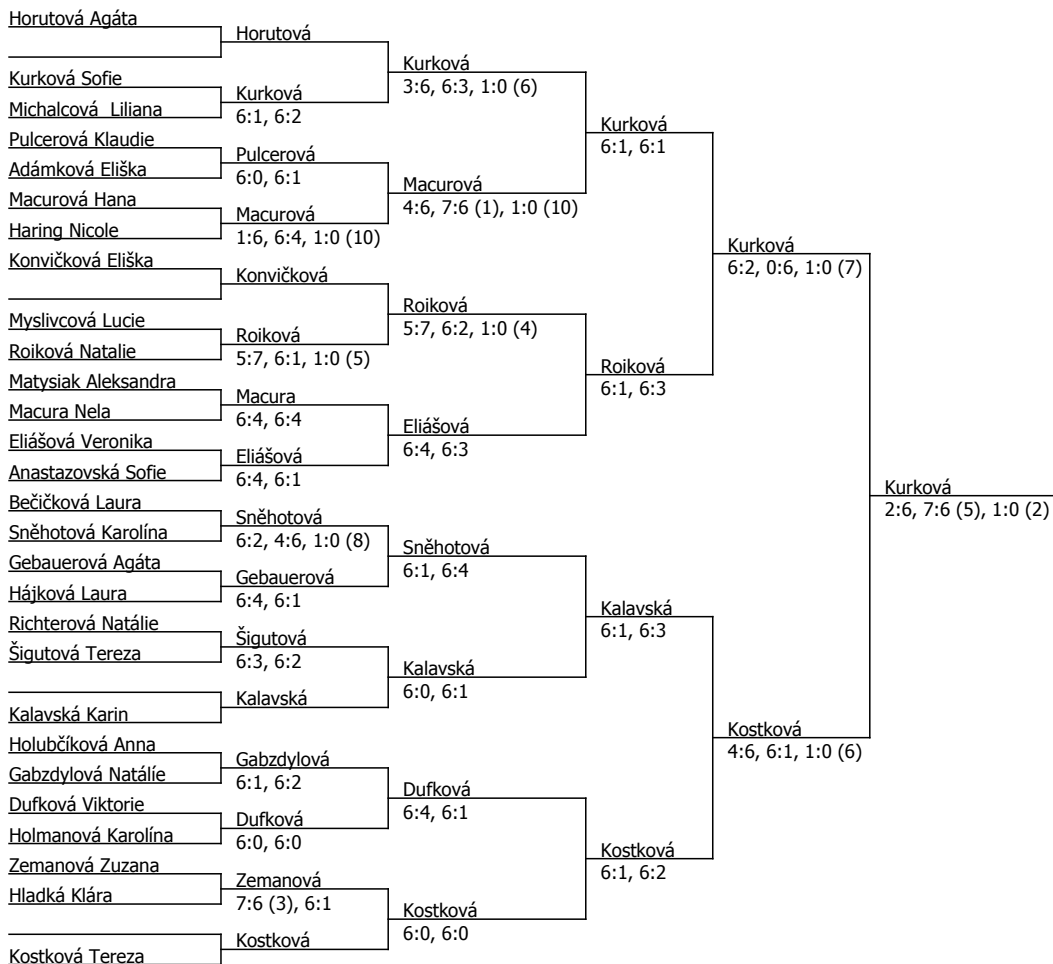 Horutová Agáta
Kurková Sofie
Michalcová  Liliana
Pulcerová Klaudie
Adámková Eliška
Macurová Hana
Haring Nicole
Konvičková Eliška
Myslivcová Lucie
Roiková Natalie
Matysiak Aleksandra
Macura Nela
Eliášová Veronika
Anastazovská Sofie
Bečičková Laura
Sněhotová Karolína
Gebauerová Agáta
Hájková Laura
Richterová Natálie
Šigutová Tereza
Kalavská Karin
Holubčíková Anna
Gabzdylová Natálíe
Dufková Viktorie
Holmanová Karolína
Zemanová Zuzana
Hladká Klára
Kostková Tereza
Horutová
Kurková
6:1, 6:2
Pulcerová
6:0, 6:1
Macurová
1:6, 6:4, 1:0 (10)
Konvičková
Roiková
5:7, 6:1, 1:0 (5)
Macura
6:4, 6:4
Eliášová
6:4, 6:1
Sněhotová
6:2, 4:6, 1:0 (8)
Gebauerová
6:4, 6:1
Šigutová
6:3, 6:2
Kalavská
Gabzdylová
6:1, 6:2
Dufková
6:0, 6:0
Zemanová
7:6 (3), 6:1
Kostková
Kurková
3:6, 6:3, 1:0 (6)
Macurová
4:6, 7:6 (1), 1:0 (10)
Roiková
5:7, 6:2, 1:0 (4)
Eliášová
6:4, 6:3
Sněhotová
6:1, 6:4
Kalavská
6:0, 6:1
Dufková
6:4, 6:1
Kostková
6:0, 6:0
Kurková
6:1, 6:1
Roiková
6:1, 6:3
Kalavská
6:1, 6:3
Kostková
6:1, 6:2
Kurková
6:2, 0:6, 1:0 (7)
Kostková
4:6, 6:1, 1:0 (6)
Kurková
2:6, 7:6 (5), 1:0 (2)